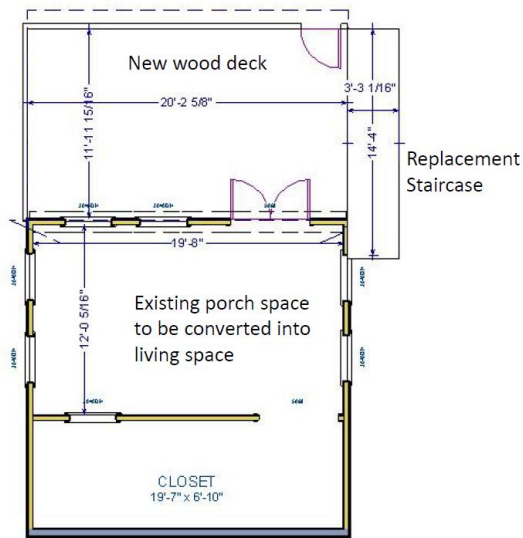 New wood deck
20'-2 5/8"
11'-11 15/16"
3'-3 1/16"
14'-4"
Replacement
Staircase
19'-8"
12'-0 5/16"
Existing porch space
to be converted into
living space
CLOSET
19'-7" x 6'-10"